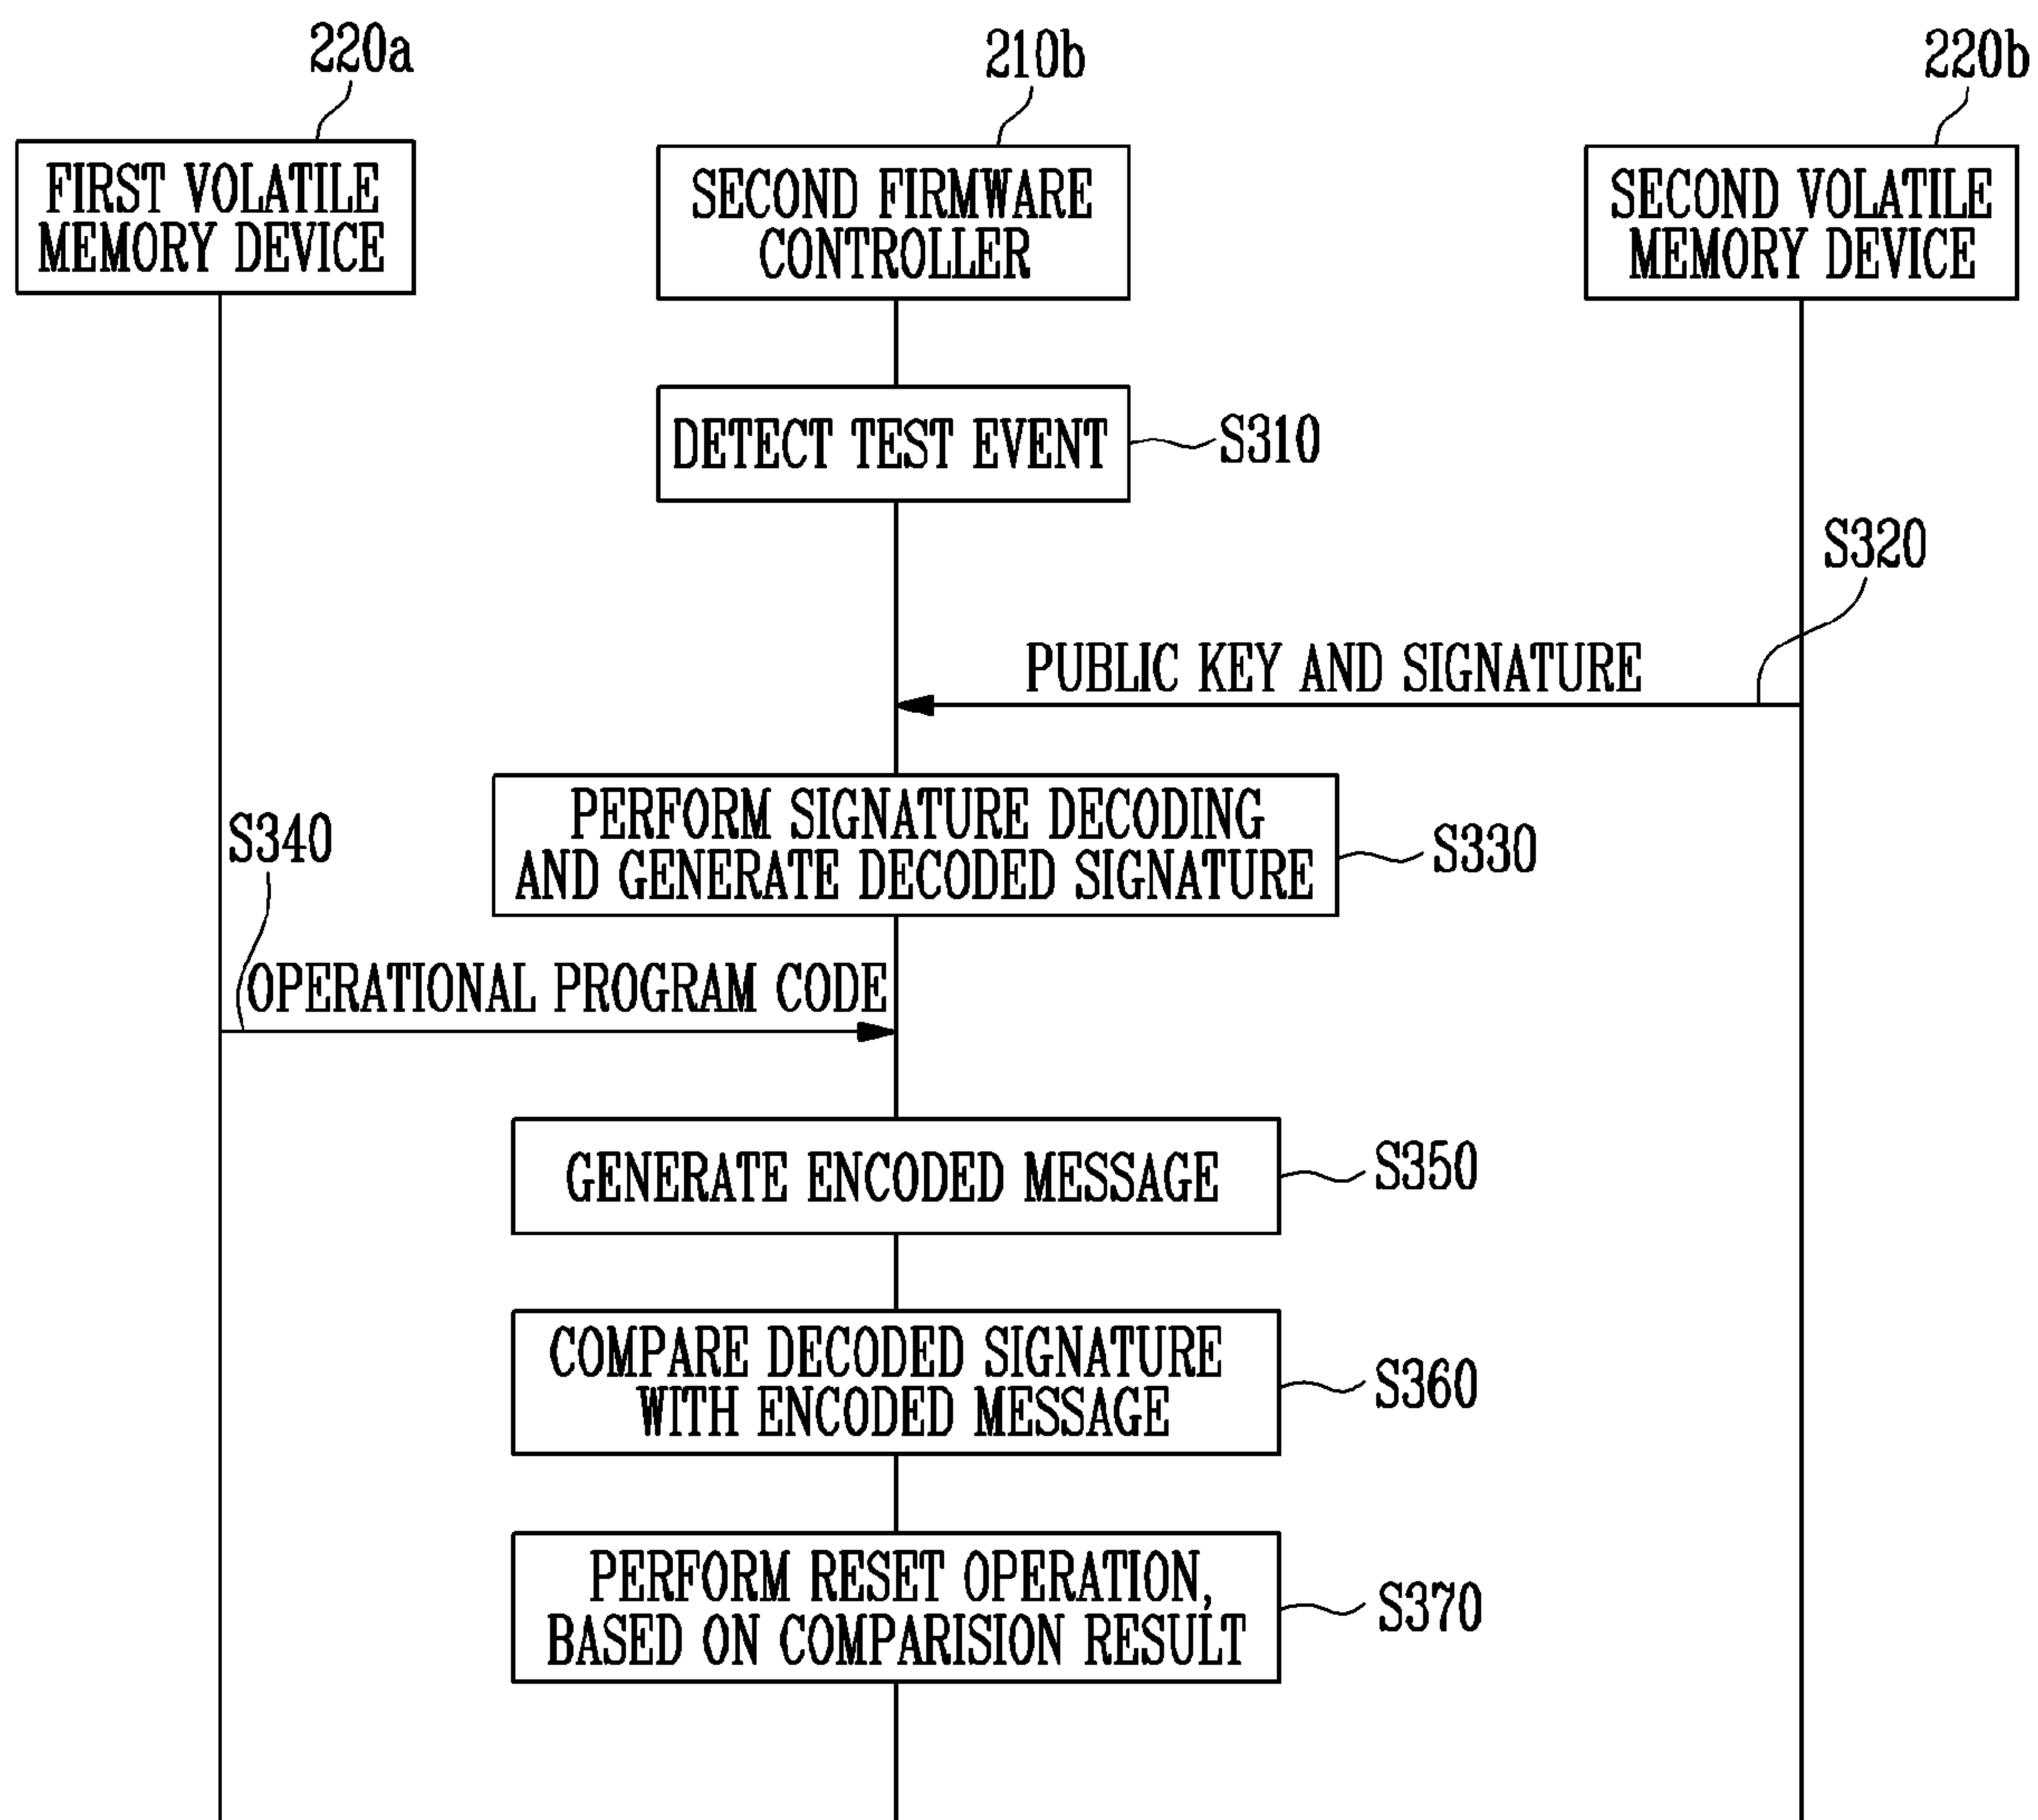 220a
210b
220b
FIRST VOLATILE
MEMORY DEVICE
SECOND FIRMWARE
CONTROLLER
SECOND VOLATILE
MEMORY DEVICE
DETECT TEST EVENT
S310
S320
PUBLIC KEY AND SIGNATURE
PERFORM SIGNATURE DECODING
AND GENERATE DECODED SIGNATURE
S330
S340
OPERATIONAL PROGRAM CODE
GENERATE ENCODED MESSAGE
S350
COMPARE DECODED SIGNATURE
WITH ENCODED MESSAGE
S360
PERFORM RESET OPERATION,
BASED ON COMPARISION RESULT
S370